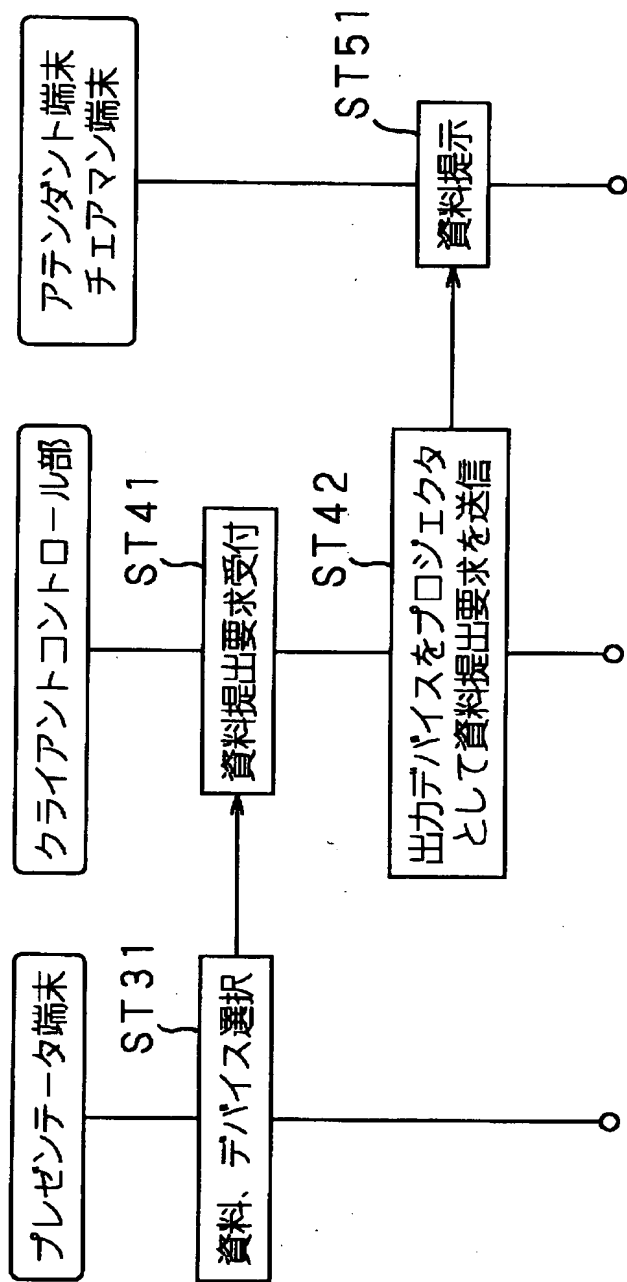 プレゼンテータ端末
ST31
資料、デバイス選択
クライアントコントロール部
ST41
資料提出要求受付
ST42
出力デバイスをプロジェクタ
として資料提出要求を送信
アテンダント端末
チェアマン端末
ST51
資料提示